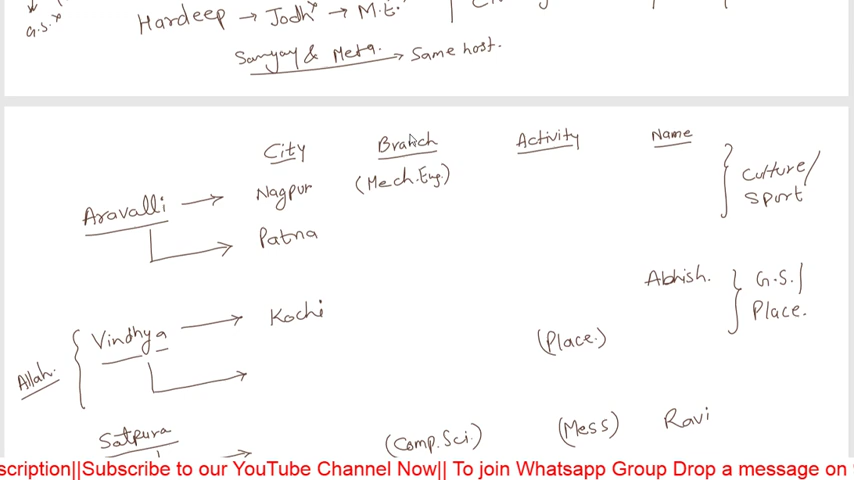 G.S.x
Hardeep → Jodhx → M.E.
Sanjay & Meta. → Same host.
City Branch Activity Name
Aravalli → Nagpur (Mech. Eng.)
Culture/
Sport
Patna
Abhish.
G.S./
Place.
Vindhya → Kochi
(Place.)
Allah.
Satpura
(Comp. Sci.) (Mess) Ravi
scription||Subscribe to our YouTube Channel Now|| To join Whatsapp Group Drop a message on